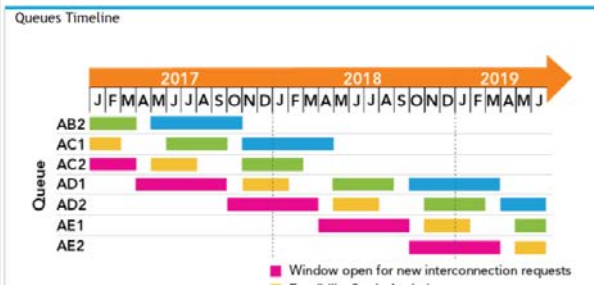 Queues Timeline
2017 2018 2019
J F M A M J J A S O N D J F M A M J J A S O N D J F M A M J
AB2
AC1
AC2
AD1
AD2
AE1
AE2
Queue
Window open for new interconnection requests